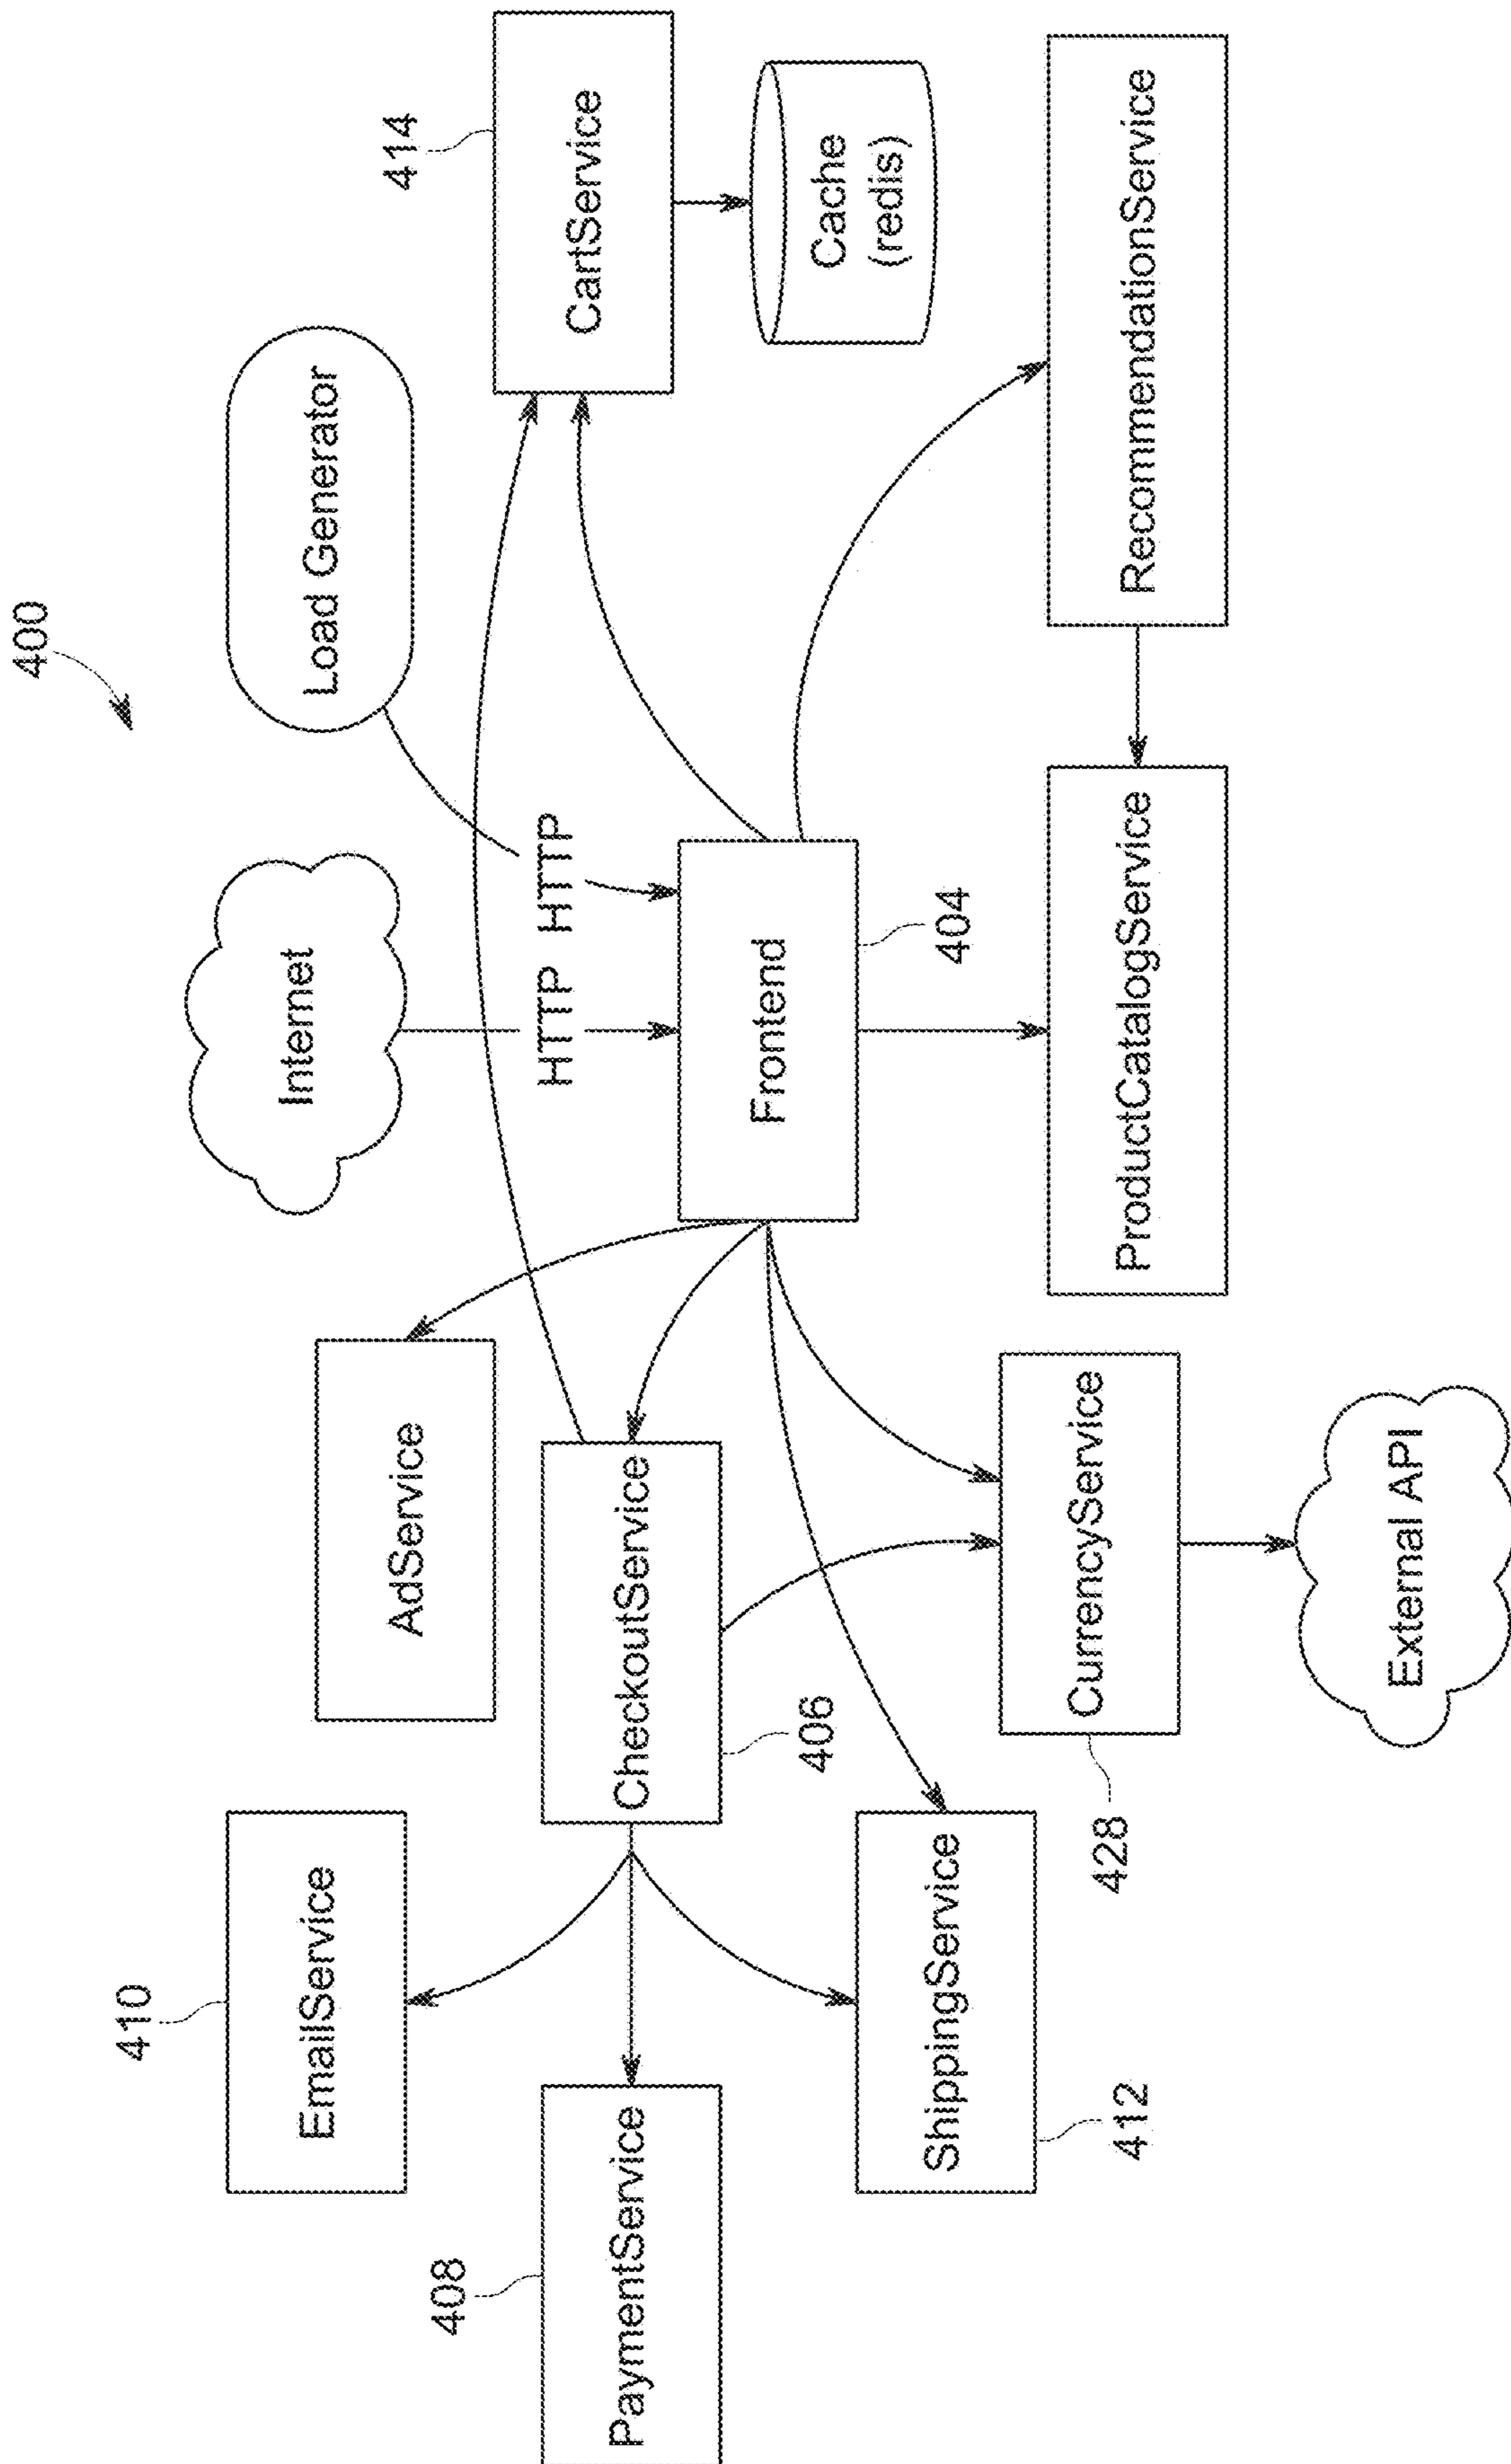 400
Internet
Load Generator
414
AdService
HTTP HTTP
CartService
410
EmailService
CheckoutService
406
Frontend
404
Cache
(redis)
408
PaymentService
ShippingService
412
CurrencyService
428
ProductCatalogService
RecommendationService
External API